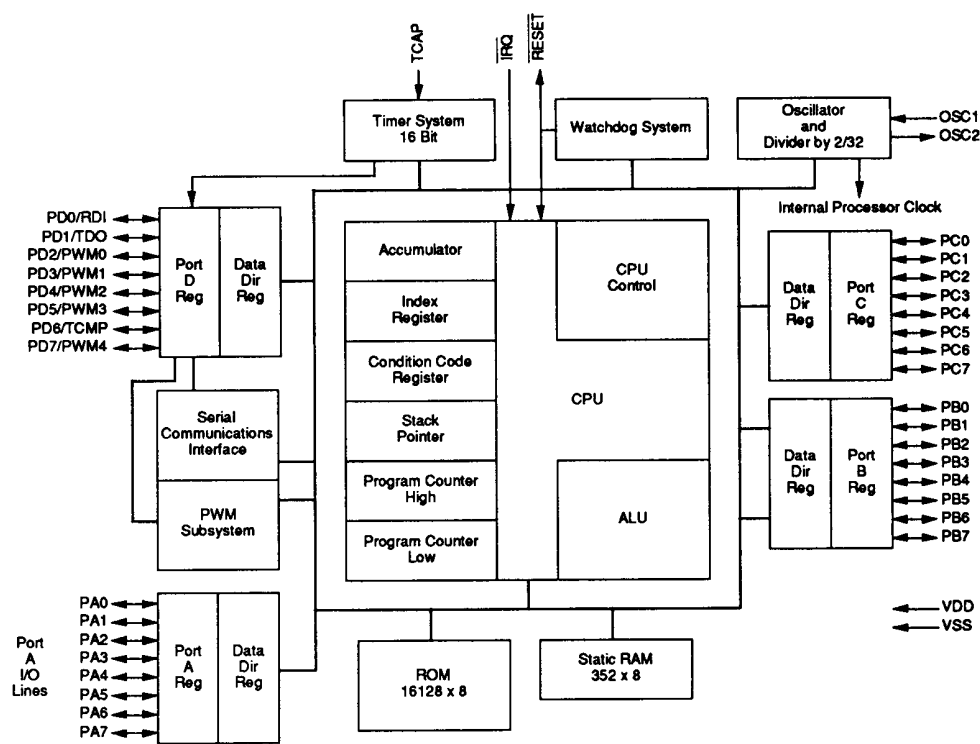 TCAP
IRQ
RESET
Timer System
16 Bit
Watchdog System
Oscillator
and
Divider by 2/32
OSC1
OSC2
Internal Processor Clock
PD0/RDI
PD1/TDO
PD2/PWM0
PD3/PWM1
PD4/PWM2
PD5/PWM3
PD6/TCMP
PD7/PWM4
Port
D
Reg
Data
Dir
Reg
Accumulator
Index
Register
Condition Code
Register
Stack
Pointer
Program Counter
High
Program Counter
Low
CPU
Control
CPU
ALU
Data
Dir
Reg
Port
C
Reg
PC0
PC1
PC2
PC3
PC4
PC5
PC6
PC7
Serial
Communications
Interface
PWM
Subsystem
Data
Dir
Reg
Port
B
Reg
PB0
PB1
PB2
PB3
PB4
PB5
PB6
PB7
Port
A
I/O
Lines
PA0
PA1
PA2
PA3
PA4
PA5
PA6
PA7
Port
A
Reg
Data
Dir
Reg
ROM
16128 x 8
Static RAM
352 x 8
VDD
VSS